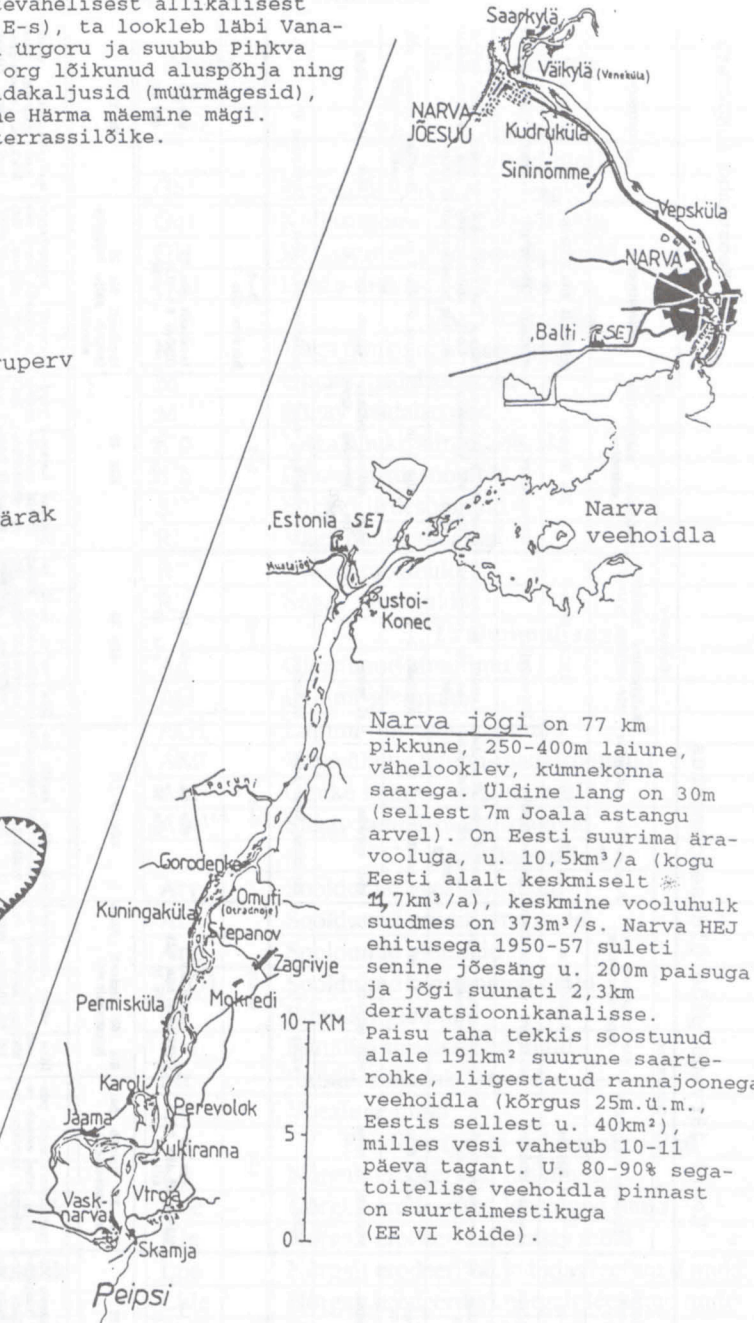 tevahelisest allikalisest
E-s), ta lookleb läbi Vana-
ürgoru ja suubub Pihkva
org lõikunud aluspõhja ning
dakaljusid (müürmägesid),
ne Härma mäemine mägi.
terrassilõike.
Saarkylä
Väikylä (Veneküla)
NARVA
JÕESUU
Kudruküla
Sininõmme
Vepsküla
NARVA
Balti SEJ
ruperv
ärak
Estonia SEJ
Mustajõgi
Narva
veehoidla
Pustoi-
Konec
Narva jõgi on 77 km
pikkune, 250-400m laiune,
vähelooklev, kümnekonna
saarega. Üldine lang on 30m
(sellest 7m Joala astangu
arvel). On Eesti suurima ära-
vooluga, u. 10,5km³/a (kogu
Eesti alalt keskmiselt
11,7km³/a), keskmine vooluhulk
suudmes on 373m³/s. Narva HEJ
ehitusega 1950-57 suleti
senine jõesäng u. 200m paisuga
ja jõgi suunati 2,3km
derivatsioonikanalisse.
Paisu taha tekkis soostunud
alale 191km² suurune saarte-
rohke, liigestatud rannajoonega
veehoidla (kõrgus 25m.ü.m.,
Eestis sellest u. 40km²),
milles vesi vahetub 10-11
päeva tagant. U. 80-90% sega-
toitelise veehoidla pinnast
on suurtaimestikuga
(EE VI köide).
Poruni
Gorodenka
Omuti
Kuningaküla
Stepanov
Zagrivje
Mokredi
Permisküla
10 KM
Karoli
Jaama
Perevolok
5
Kukiranna
Vask-
narva
Vtroja
0
Skamja
Peipsi